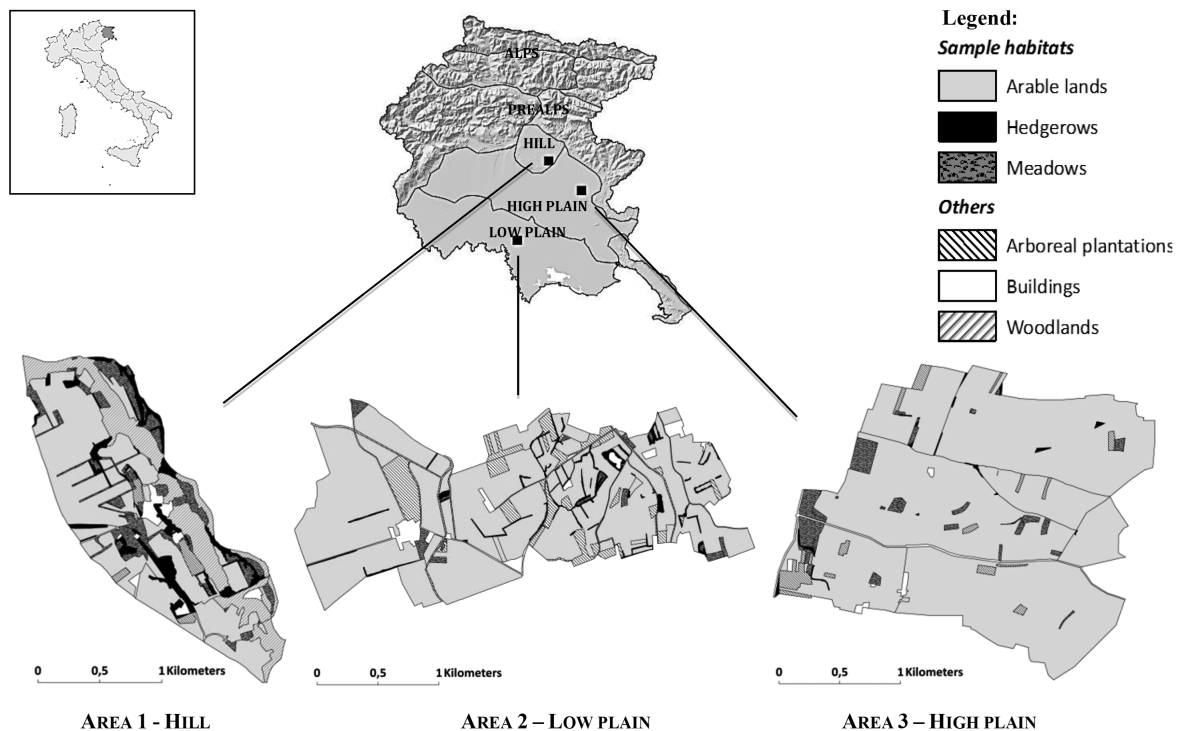 Legend:
Sample habitats
Arable lands
Hedgerows
Meadows
Others
Arboreal plantations
Buildings
Woodlands
ALPS
PREALPS
HILL
HIGH PLAIN
LOW PLAIN
0 0,5 1 Kilometers
0 0,5 1 Kilometers
0 0,5 1 Kilometers
AREA 1 - HILL
AREA 2 – LOW PLAIN
AREA 3 – HIGH PLAIN